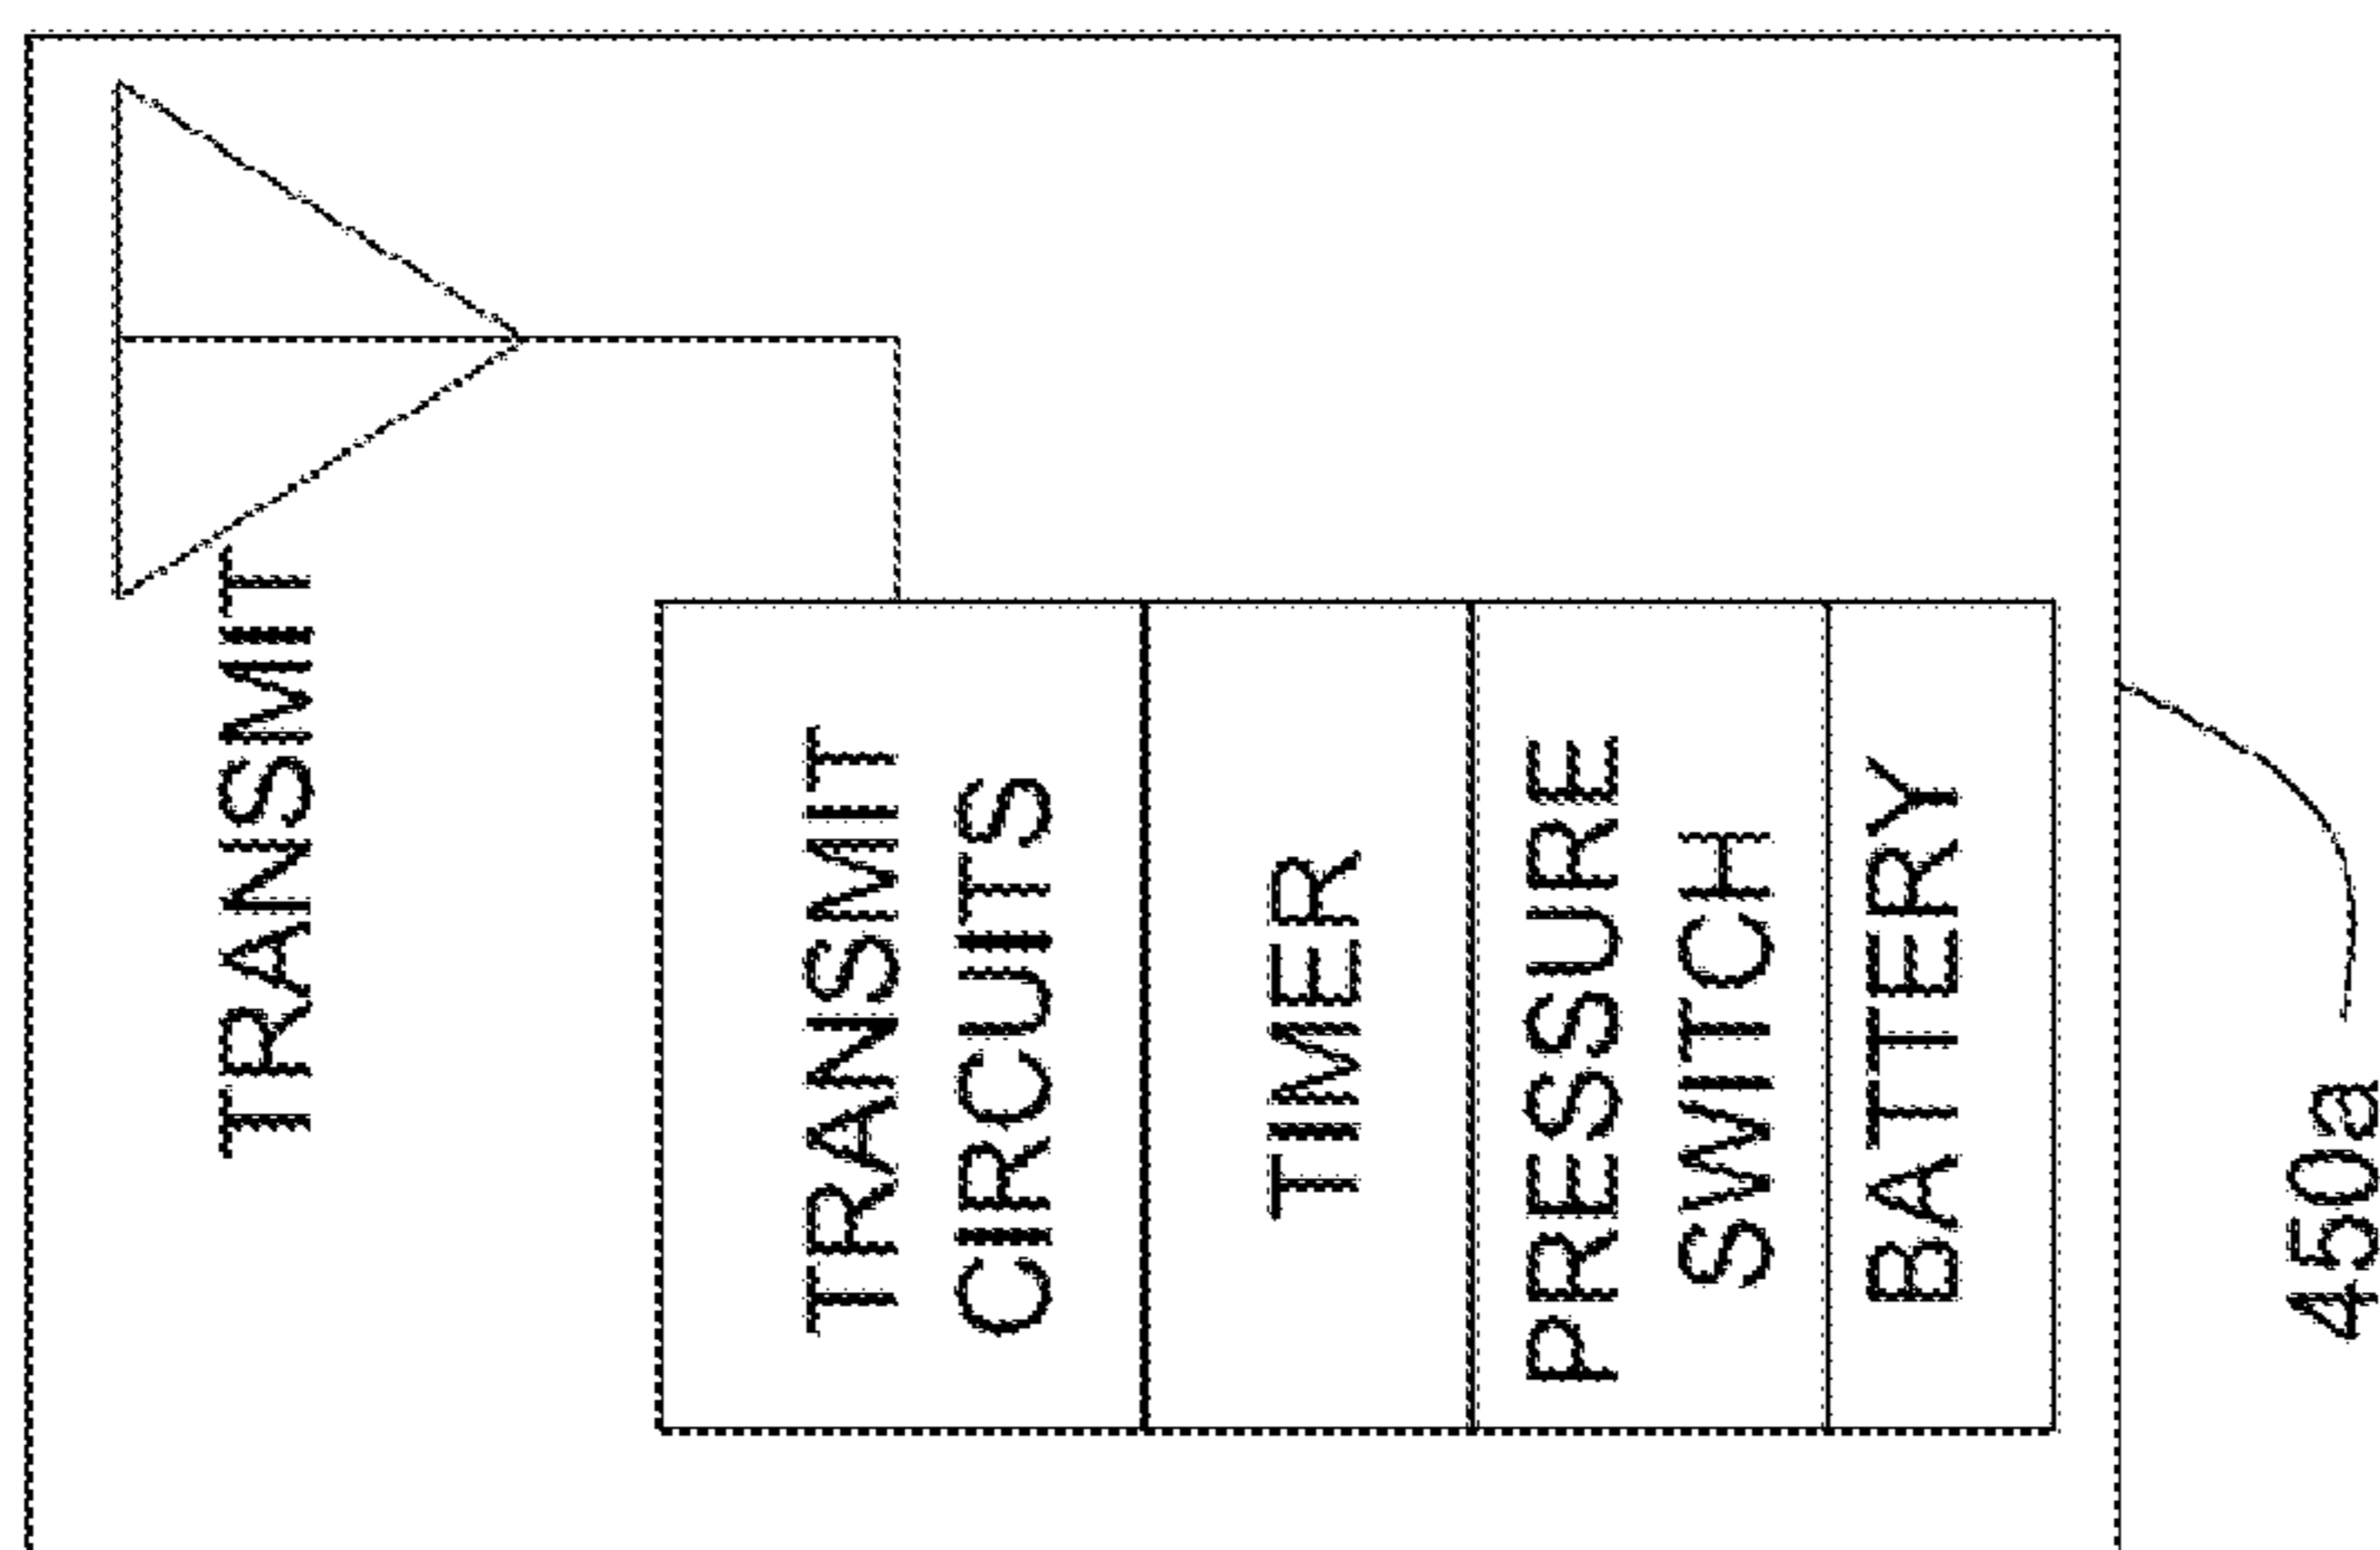 TRANSMIT
TRANSMIT
CIRCUITS
TIMER
PRESSURE
SWITCH
BATTERY
450a